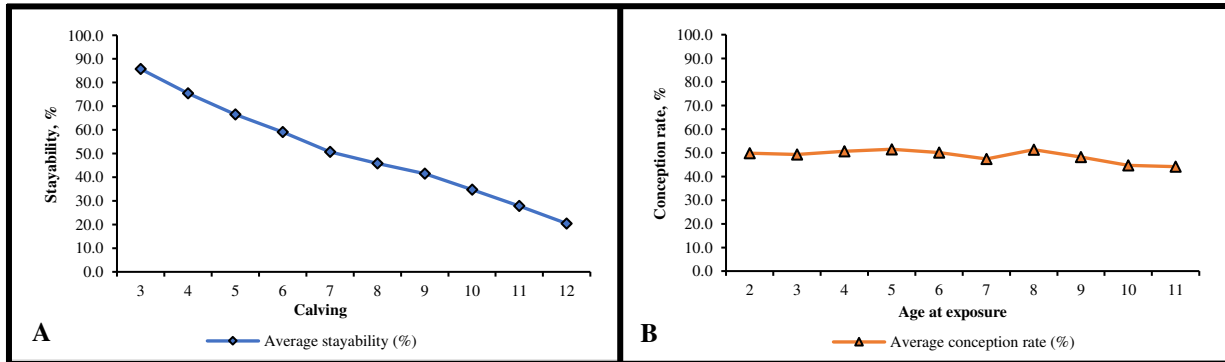 100.0
90.0
80.0
70.0
60.0
50.0
40.0
30.0
20.0
10.0
0.0
Stayability, %
3 4 5 6 7 8 9 10 11 12
Calving
A
Average stayability (%)
100.0
90.0
80.0
70.0
60.0
50.0
40.0
30.0
20.0
10.0
0.0
Conception rate, %
2 3 4 5 6 7 8 9 10 11
Age at exposure
B
Average conception rate (%)